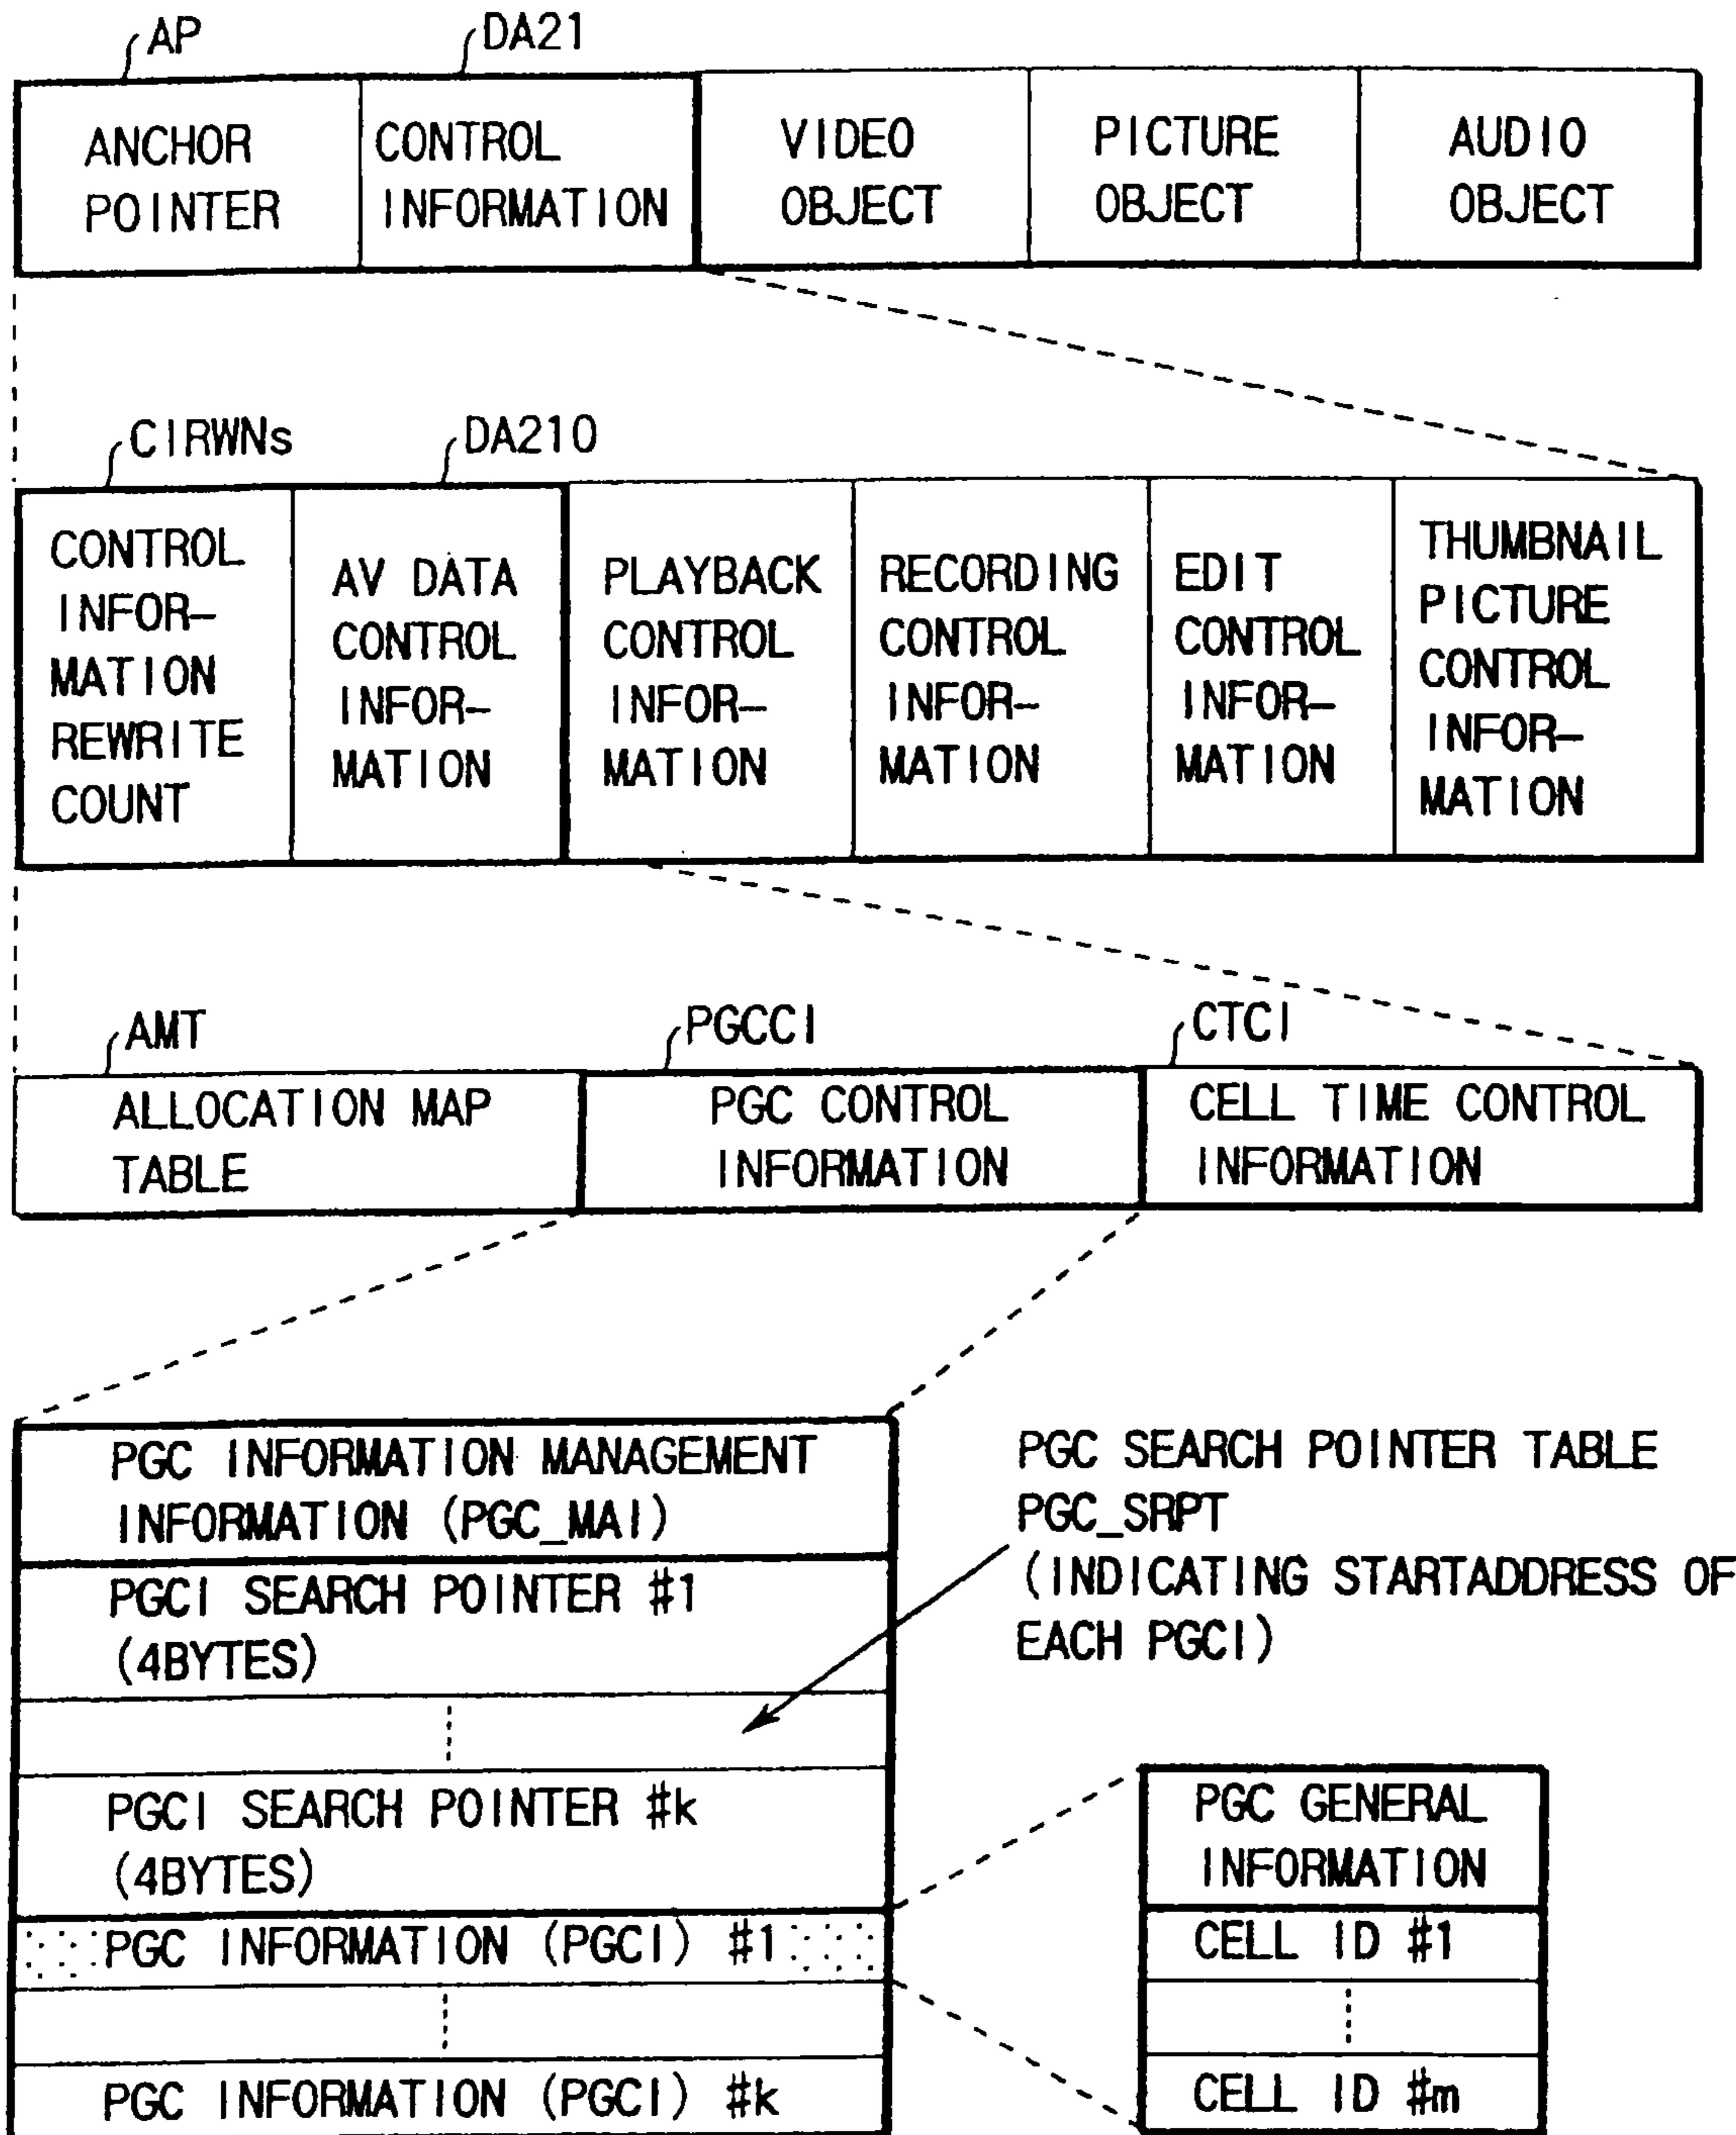 AP
DA21
ANCHOR
POINTER
CONTROL
INFORMATION
VIDEO
OBJECT
PICTURE
OBJECT
AUDIO
OBJECT
CIRWNs
DA210
CONTROL
INFOR-
MATION
REWRITE
COUNT
AV DATA
CONTROL
INFOR-
MATION
PLAYBACK
CONTROL
INFOR-
MATION
RECORDING
CONTROL
INFOR-
MATION
EDIT
CONTROL
INFOR-
MATION
THUMBNAIL
PICTURE
CONTROL
INFOR-
MATION
AMT
PGCCI
CTCI
ALLOCATION MAP
TABLE
PGC CONTROL
INFORMATION
CELL TIME CONTROL
INFORMATION
PGC INFORMATION MANAGEMENT
INFORMATION (PGC_MAI)
PGCI SEARCH POINTER #1
(4BYTES)
PGCI SEARCH POINTER #k
(4BYTES)
PGC INFORMATION (PGCI) #1
PGC INFORMATION (PGCI) #k
PGC SEARCH POINTER TABLE
PGC_SRPT
(INDICATING STARTADDRESS OF
EACH PGCI)
PGC GENERAL
INFORMATION
CELL ID #1
CELL ID #m